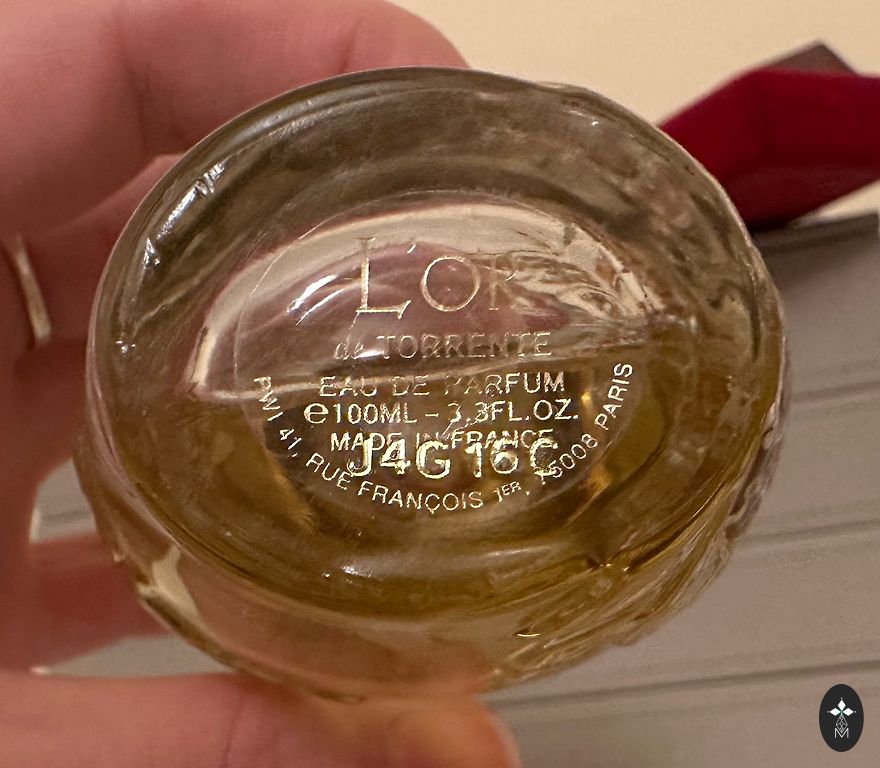 L'OR
de TORRENTE
EAU DE PARFUM
℮100ML - 3.3FL.OZ.
MADE IN FRANCE
J4G 16 C
PWI 41, RUE FRANÇOIS 1ER, 75008 PARIS
M